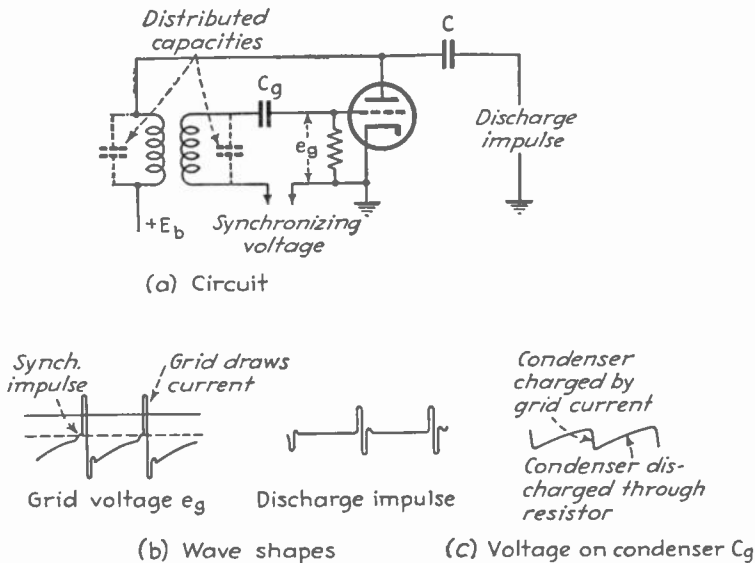 Distributed
capacities
C
Cg
eg
Discharge
impulse
+Eb
Synchronizing
voltage
(a) Circuit
Synch.
impulse
Grid draws
current
Grid voltage eg
Discharge impulse
Condenser
charged by
grid current
Condenser dis-
charged through
resistor
(b) Wave shapes
(c) Voltage on condenser Cg